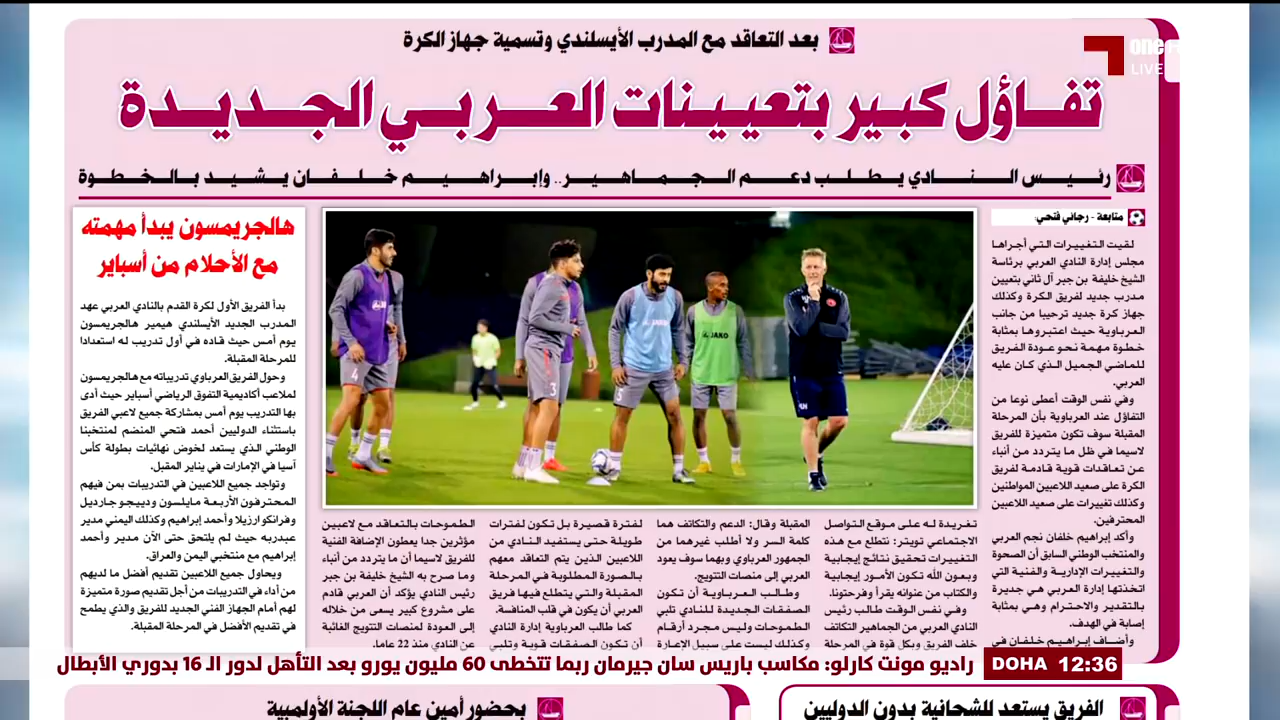 بعد التعاقد مع المدرب الأيسلندي وتسمية جهاز الكرة
one
LIVE
تفاؤل كبير بتعيينات العربي الجديدة
رئيس النادي يطلب دعم الجماهير.. وإبراهيم خلفان يشيد بالخطوة
متابعة - رجائي فتحي:
لقيت التغييرات التي أجراها
مجلس إدارة النادي العربي برئاسة
الشيخ خليفة بن جبر آل ثاني بتعيين
مدرب جديد لفريق الكرة وكذلك
جهاز كرة جديد ترحيبا من جانب
العرباوية حيث اعتبروها بمثابة
خطوة مهمة نحو عودة الفريق
للماضي الجميل الذي كان عليه
العربي.
وفي نفس الوقت أعطى نوعا من
التفاؤل عند العرباوية بأن المرحلة
المقبلة سوف تكون متميزة للفريق
لاسيما في ظل ما يتردد من أنباء
عن تعاقدات قوية قادمة لفريق
الكرة على صعيد اللاعبين المواطنين
وكذلك تغييرات على صعيد اللاعبين
المحترفين.
وأكد إبراهيم خلفان نجم العربي
والمنتخب الوطني السابق أن الصحوة
والتغييرات الإدارية والفنية التي
اتخذتها إدارة العربي هي جديرة
بالتقدير والاحترام وهي بمثابة
إصابة في الهدف.
وأضاف إبراهيم خلفان في
تغريدة له على موقع التواصل
الاجتماعي تويتر: نتطلع مع هذه
التغييرات تحقيق نتائج إيجابية
وبعون الله تكون الأمور إيجابية
والكتاب من عنوانه يقرأ وفرحتونا.
وفي نفس الوقت طالب رئيس
النادي العربي من الجماهير التكاتف
خلف الفريق وبكل قوة في المرحلة
المقبلة وقال: الدعم والتكاتف هما
كلمة السر ولا أطلب غيرهما من
الجمهور العرباوي وبهما سوف يعود
العربي إلى منصات التتويج.
وطالب العرباوية أن تكون
الصفقات الجديدة للنادي تلبي
الطموحات وليس مجرد أرقام
وكذلك ليست على سبيل الإعارة
لفترة قصيرة بل تكون لفترات
طويلة حتى يستفيد النادي من
اللاعبين الذين يتم التعاقد معهم
بالصورة المطلوبة في المرحلة
المقبلة والتي يتطلع فيها فريق
العربي أن يكون في قلب المنافسة.
كما طالب العرباوية إدارة النادي
أن تكون الصفقات قوية وتلبي
الطموحات بالتعاقد مع لاعبين
مؤثرين جدا يعطون الإضافة الفنية
للفريق لاسيما أن ما يتردد من أنباء
وما صرح به الشيخ خليفة بن جبر
رئيس النادي يؤكد أن العربي قادم
على مشروع كبير يسعى من خلاله
إلى العودة لمنصات التتويج الغائبة
عن النادي منذ 22 عاما.
هالجريمسون يبدأ مهمته
مع الأحلام من أسباير
بدأ الفريق الأول لكرة القدم بالنادي العربي عهد
المدرب الجديد الأيسلندي هيمير هالجريمسون
يوم أمس حيث قاده في أول تدريب له استعدادا
للمرحلة المقبلة.
وحول الفريق العرباوي تدريباته مع هالجريمسون
لملاعب أكاديمية التفوق الرياضي أسباير حيث أدى
بها التدريب يوم أمس بمشاركة جميع لاعبي الفريق
باستثناء الدوليين أحمد فتحي المنضم لمنتخبنا
الوطني الذي يستعد لخوض نهائيات بطولة كأس
آسيا في الإمارات في يناير المقبل.
وتواجد جميع اللاعبين في التدريبات بمن فيهم
المحترفون الأربعة مايلسون ودييجو جارديل
وفرانكو ارزيلا وأحمد إبراهيم وكذلك اليمني مدير
عبدربه حيث لم يلتحق حتى الآن مدير وأحمد
إبراهيم مع منتخبي اليمن والعراق.
ويحاول جميع اللاعبين تقديم أفضل ما لديهم
من أداء في التدريبات من أجل تقديم صورة متميزة
لهم أمام الجهاز الفني الجديد للفريق والذي يطمح
في تقديم الأفضل في المرحلة المقبلة.
JAKO
JAKO
4
3
5
DOHA 12:36
راديو مونت كارلو: مكاسب باريس سان جيرمان ربما تتخطى 60 مليون يورو بعد التأهل لدور الـ 16 بدوري الأبطال
الفريق يستعد للشحانية بدون الدوليين
بحضور أمين عام اللجنة الأولمبية